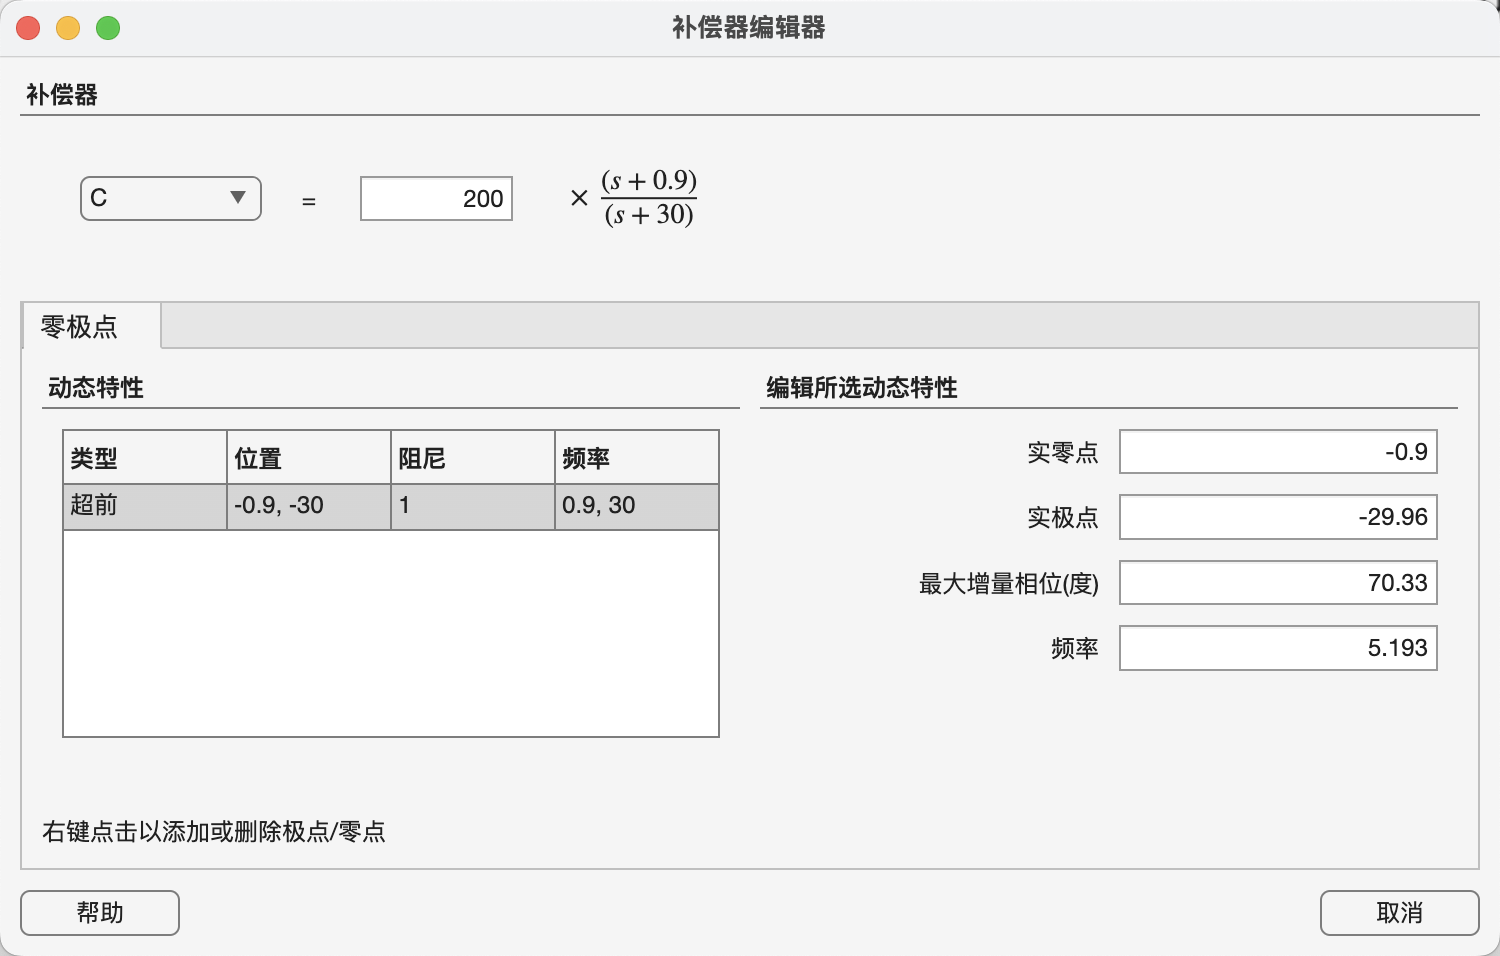 补偿器编辑器
补偿器
C = 200 × (s + 0.9)
(s + 30)
零极点
动态特性
类型 位置 阻尼 频率
超前 -0.9, -30 1 0.9, 30
右键点击以添加或删除极点/零点
编辑所选动态特性
实零点 -0.9
实极点 -29.96
最大增量相位(度) 70.33
频率 5.193
帮助 取消